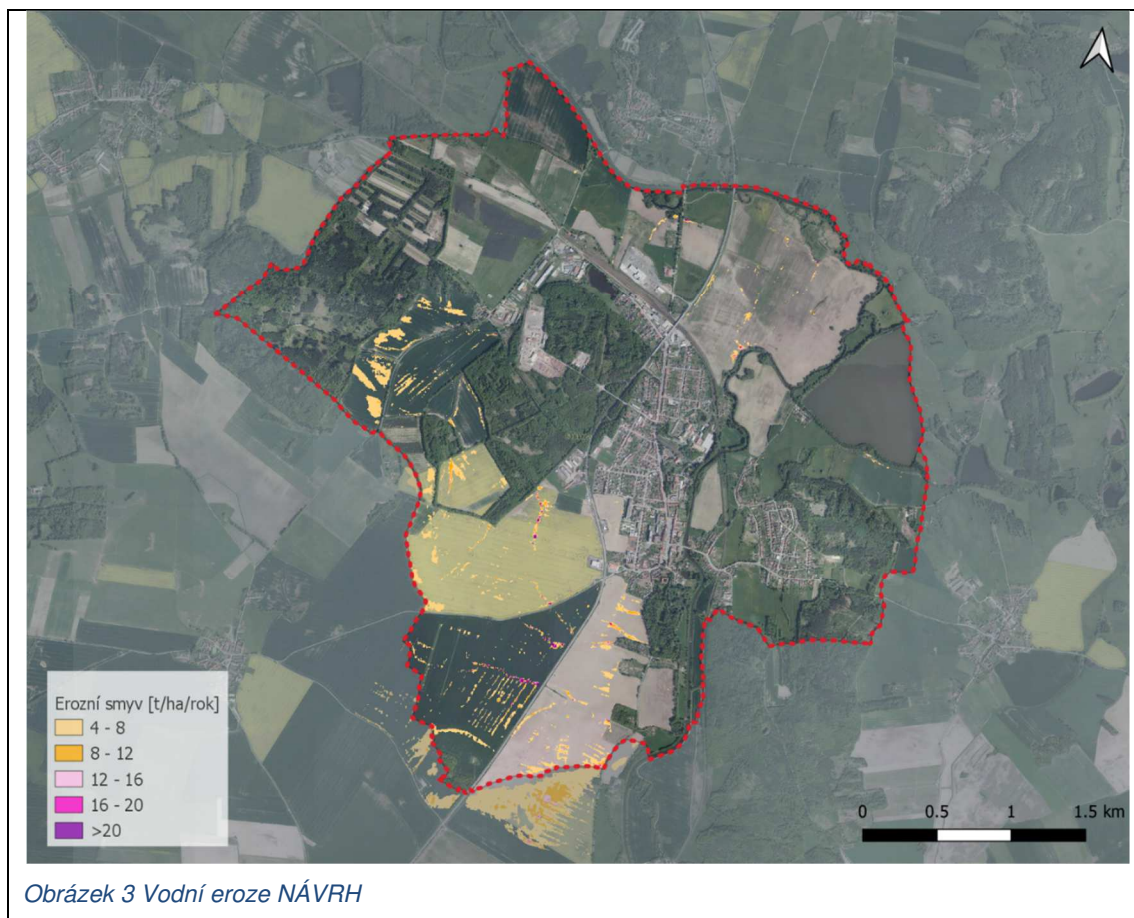 Erozní smyv [t/ha/rok]
4 - 8
8 - 12
12 - 16
16 - 20
>20
0 0.5 1 1.5 km
Obrázek 3 Vodní eroze NÁVRH